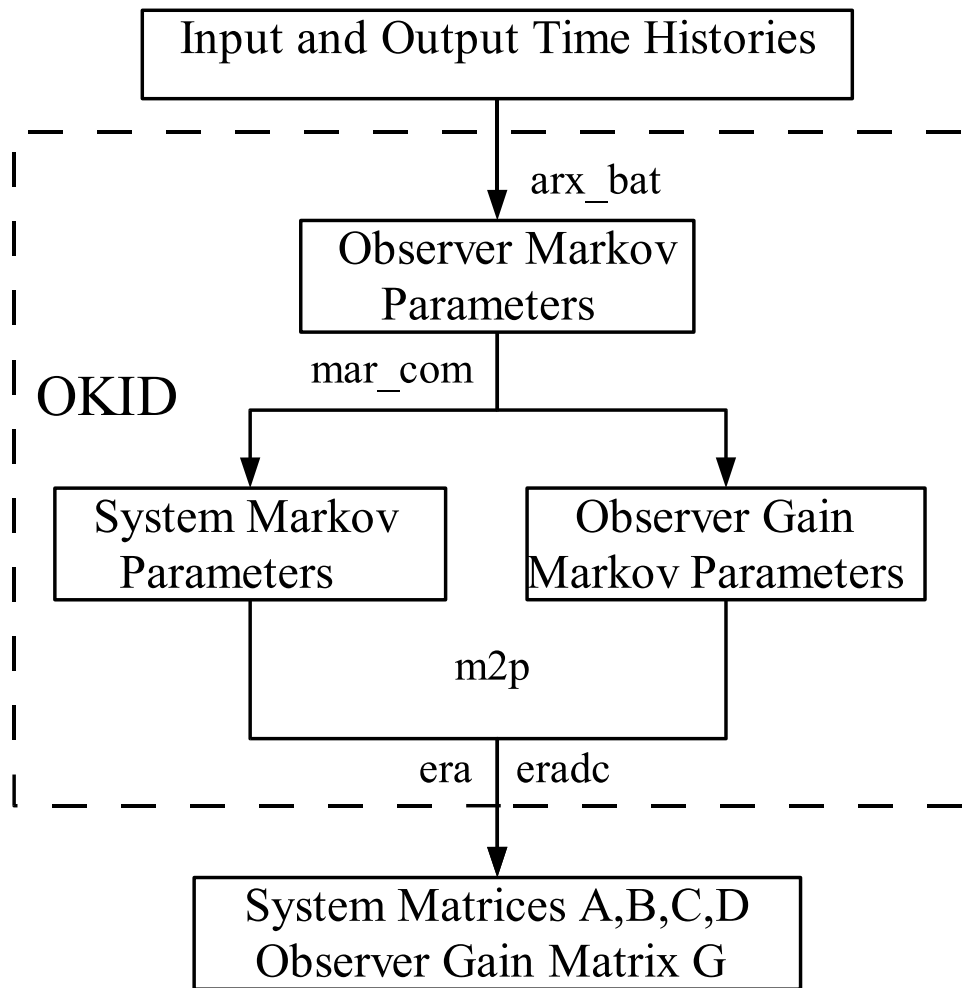 Input and Output Time Histories
arx_bat
Observer Markov
Parameters
mar_com
OKID
System Markov
Parameters
Observer Gain
Markov Parameters
m2p
era eradc
System Matrices A,B,C,D
Observer Gain Matrix G